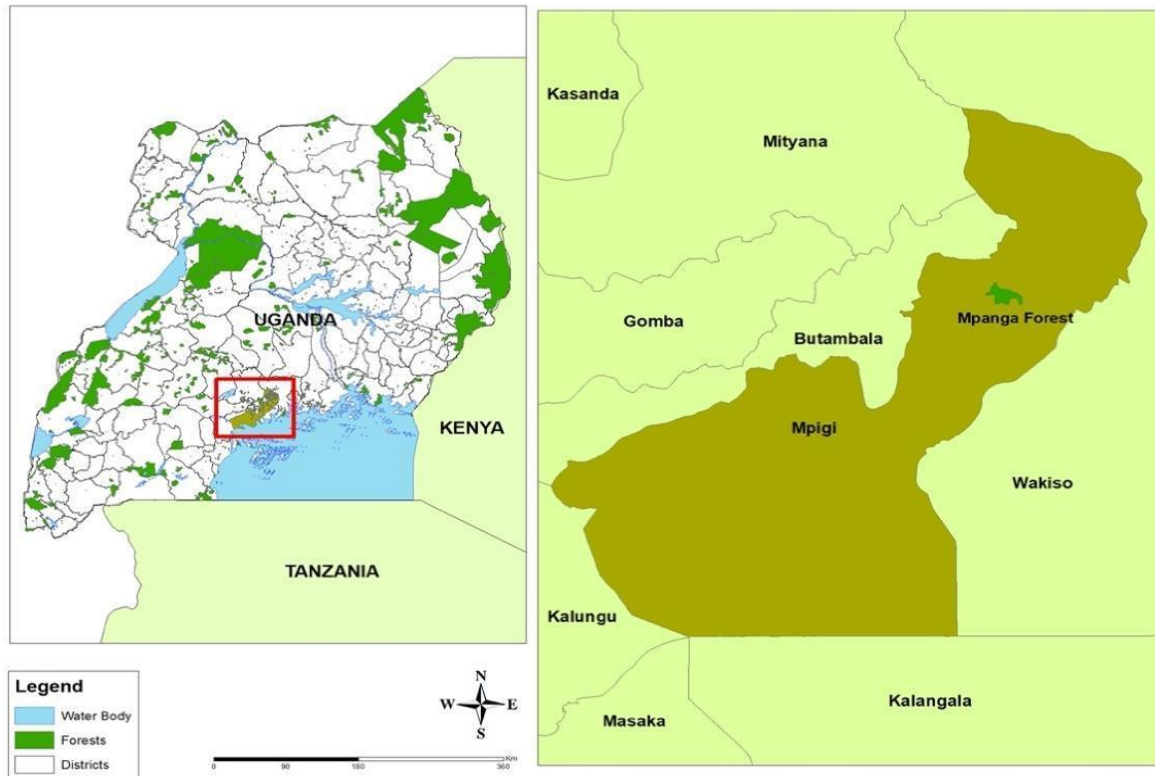 UGANDA
KENYA
TANZANIA
Legend
Water Body
Forests
Districts
N
W E
S
Km
0 90 180 360
Kasanda
Mityana
Gomba
Butambala
Mpanga Forest
Mpigi
Wakiso
Kalungu
Masaka
Kalangala